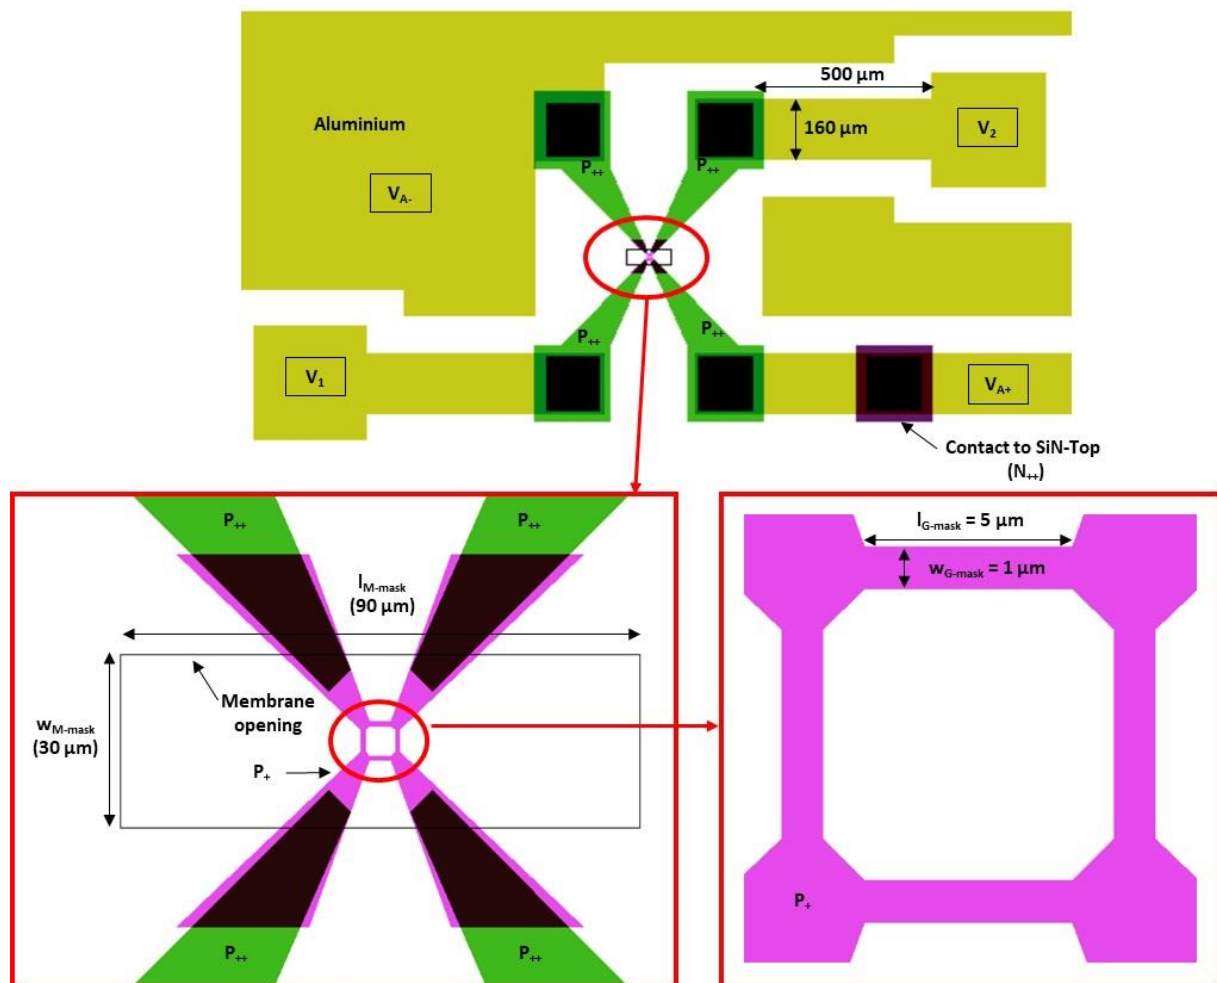 500 µm
Aluminium
160 µm
V2
P++
P++
VA-
P++
P++
V1
VA+
Contact to SiN-Top
(N++)
P++
P++
lM-mask
(90 µm)
Membrane
opening
wM-mask
(30 µm)
P+
P++
P++
lG-mask = 5 µm
wG-mask = 1 µm
P+